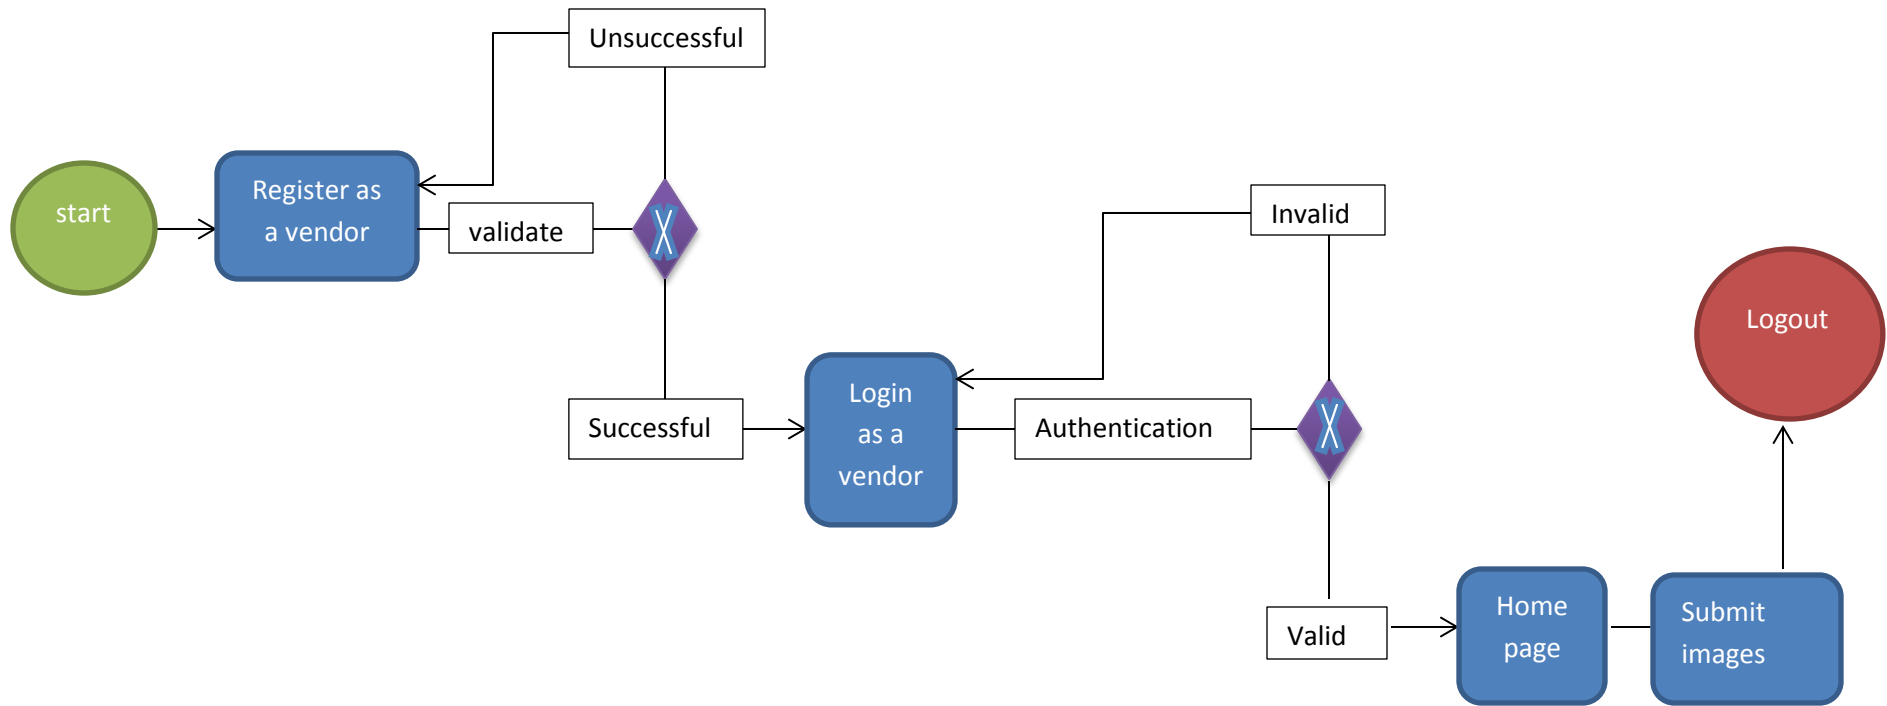 Unsuccessful
start
Register as
a vendor
validate
X
Successful
Login
as a
vendor
Authentication
X
Invalid
Valid
Home
page
Submit
images
Logout